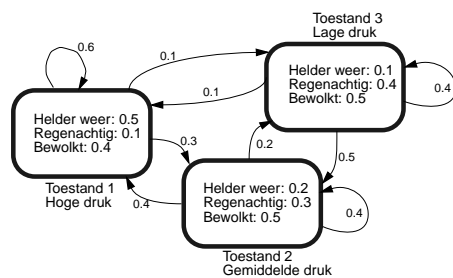 Toestand 3
Lage druk
0.6
0.1
Helder weer: 0.1
Regenachtig: 0.4
Bewolkt: 0.5
0.4
0.1
Helder weer: 0.5
Regenachtig: 0.1
Bewolkt: 0.4
0.3
0.2
0.5
Toestand 1
Hoge druk
0.4
Helder weer: 0.2
Regenachtig: 0.3
Bewolkt: 0.5
0.4
Toestand 2
Gemiddelde druk